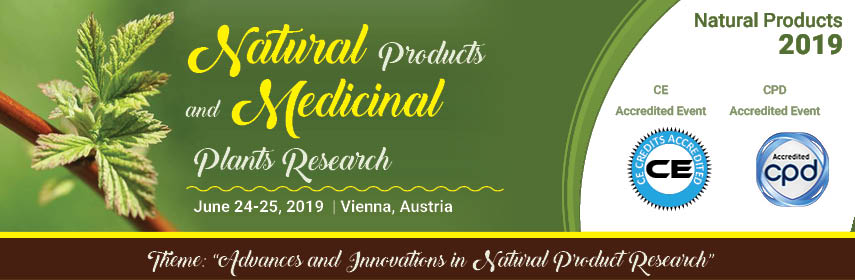 Natural Products
and Medicinal
Plants Research
June 24-25, 2019 | Vienna, Austria
Natural Products
2019
CE
Accredited Event
CPD
Accredited Event
CE CREDITS ACCREDITED
CE
Accredited
cpd
Theme: "Advances and Innovations in Natural Product Research"